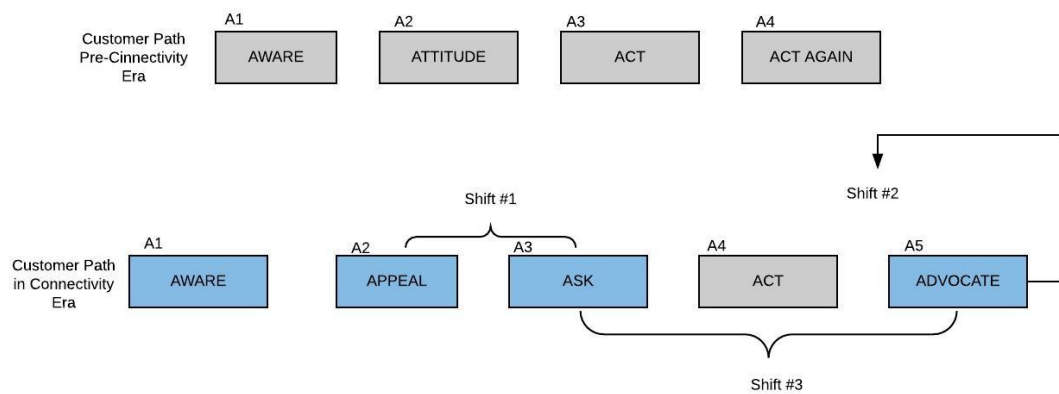 A1
A2
A3
A4
Customer Path
Pre-Cinnectivity
Era
AWARE
ATTITUDE
ACT
ACT AGAIN
Shift #2
Shift #1
A1
A2
A3
A4
A5
Customer Path
in Connectivity
Era
AWARE
APPEAL
ASK
ACT
ADVOCATE
Shift #3